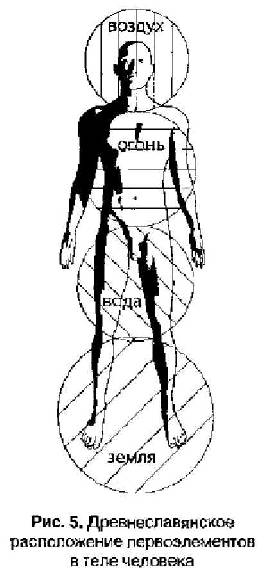 воздух
огонь
вода
земля
Рис. 5. Древнеславянское
расположение первоэлементов
в теле человека